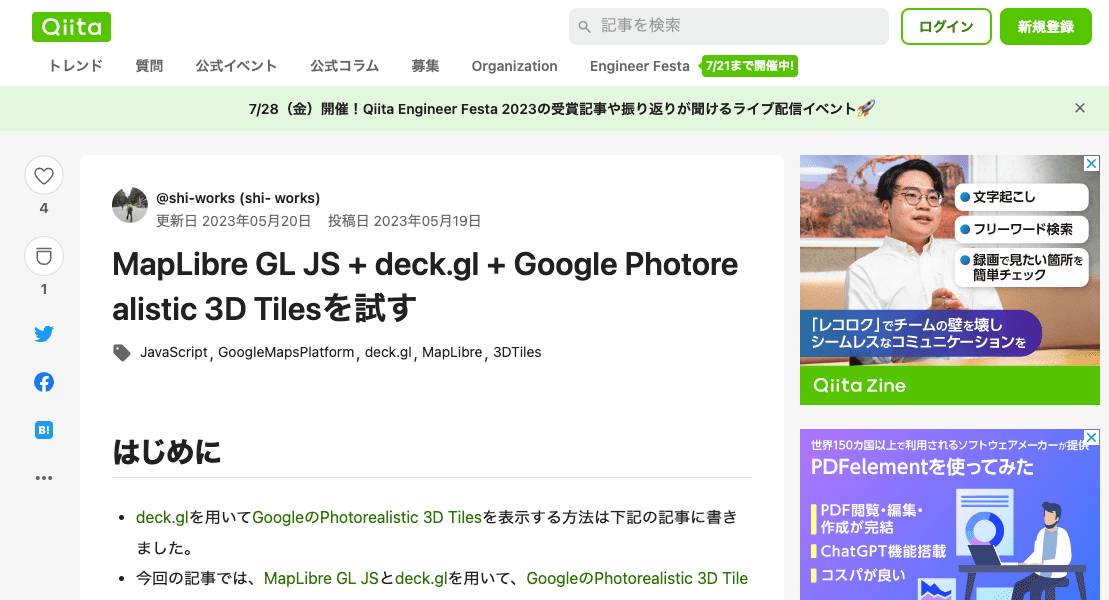 Qiita
記事を検索
ログイン
新規登録
トレンド 質問 公式イベント 公式コラム 募集 Organization Engineer Festa 7/21まで開催中!
7/28（金）開催！Qiita Engineer Festa 2023の受賞記事や振り返りが聞けるライブ配信イベント🚀
4
1
B!
@shi-works (shi- works)
更新日 2023年05月20日 投稿日 2023年05月19日
MapLibre GL JS + deck.gl + Google Photore
alistic 3D Tilesを試す
JavaScript, GoogleMapsPlatform, deck.gl, MapLibre, 3DTiles
はじめに
• deck.glを用いてGoogleのPhotorealistic 3D Tilesを表示する方法は下記の記事に書き
ました。
• 今回の記事では、MapLibre GL JSとdeck.glを用いて、GoogleのPhotorealistic 3D Tile
文字起こし
フリーワード検索
録画で見たい箇所を
簡単チェック
「レコロク」でチームの壁を壊し
シームレスなコミュニケーションを
Qiita Zine
世界150カ国以上で利用されるソフトウェアメーカーが提供
PDFelementを使ってみた
PDF閲覧・編集・
作成が完結
ChatGPT機能搭載
コスパが良い